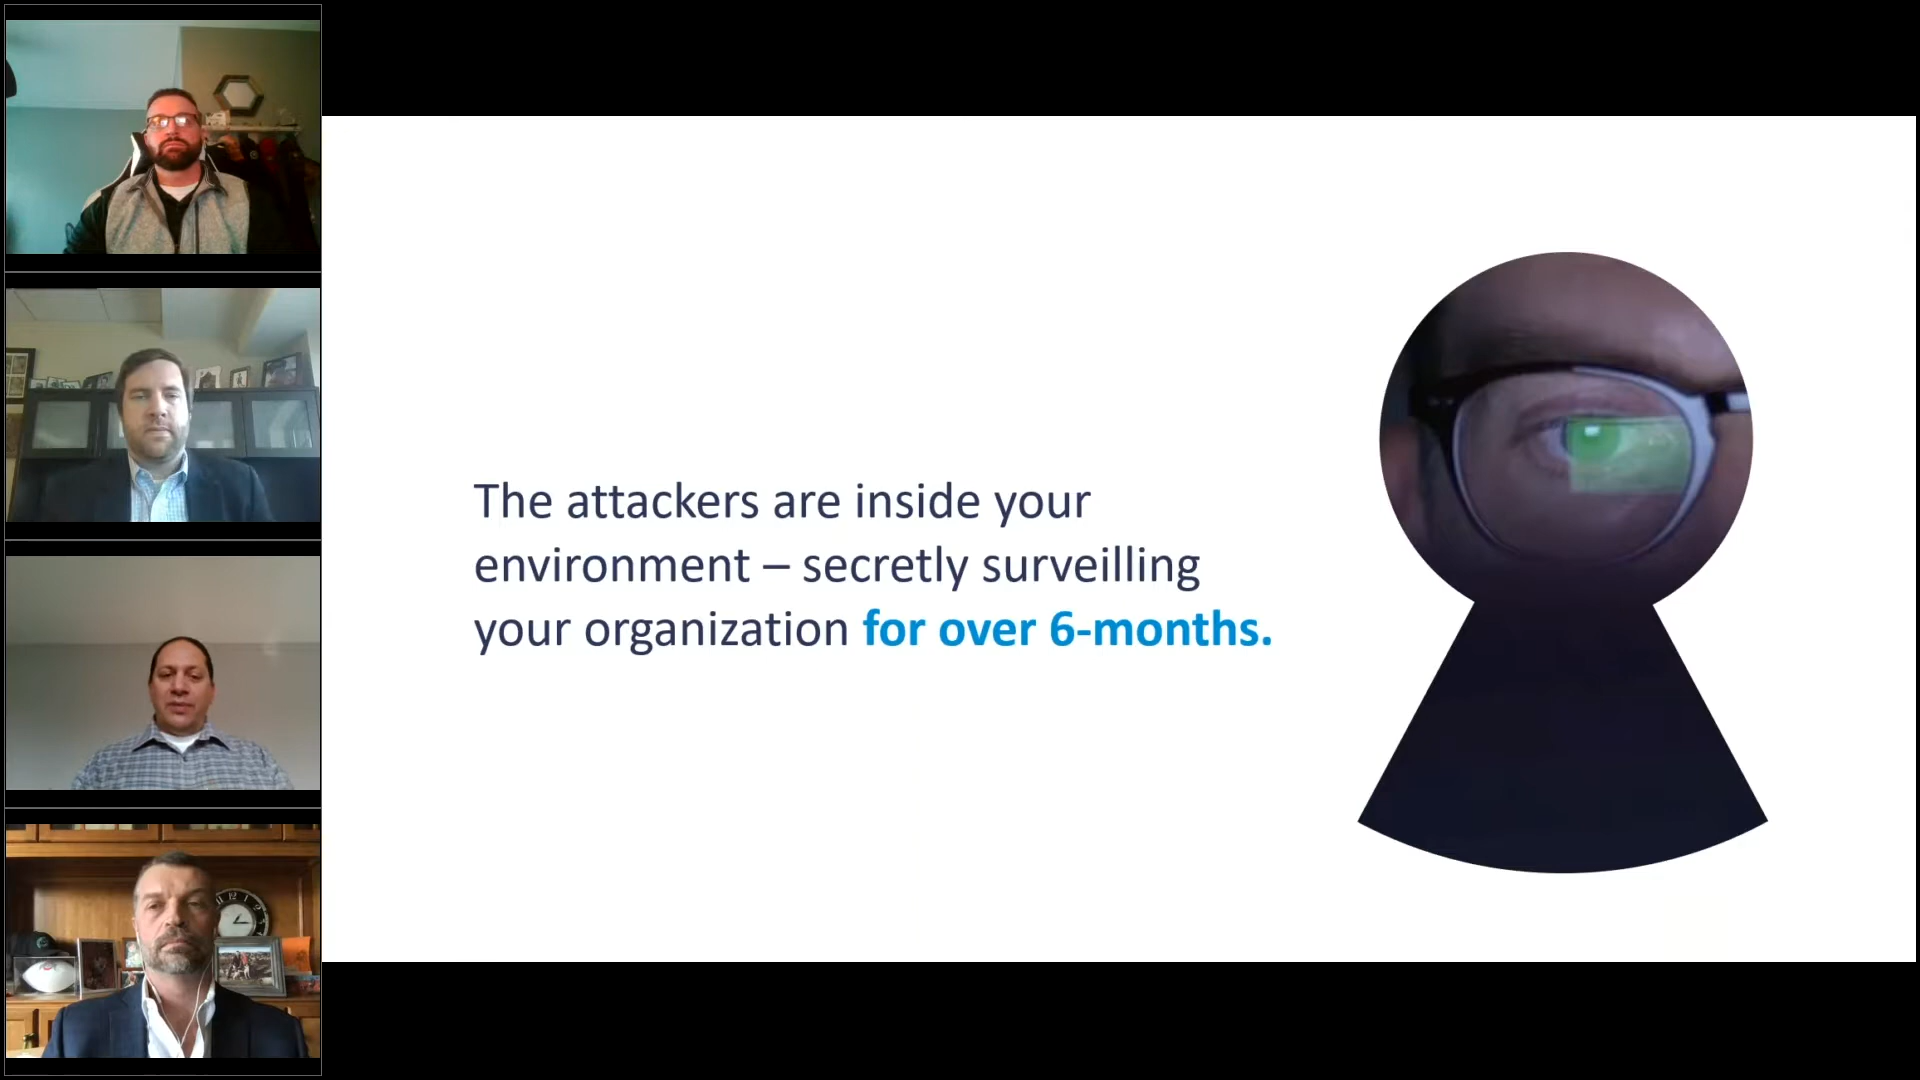 The attackers are inside your
environment – secretly surveilling
your organization for over 6-months.